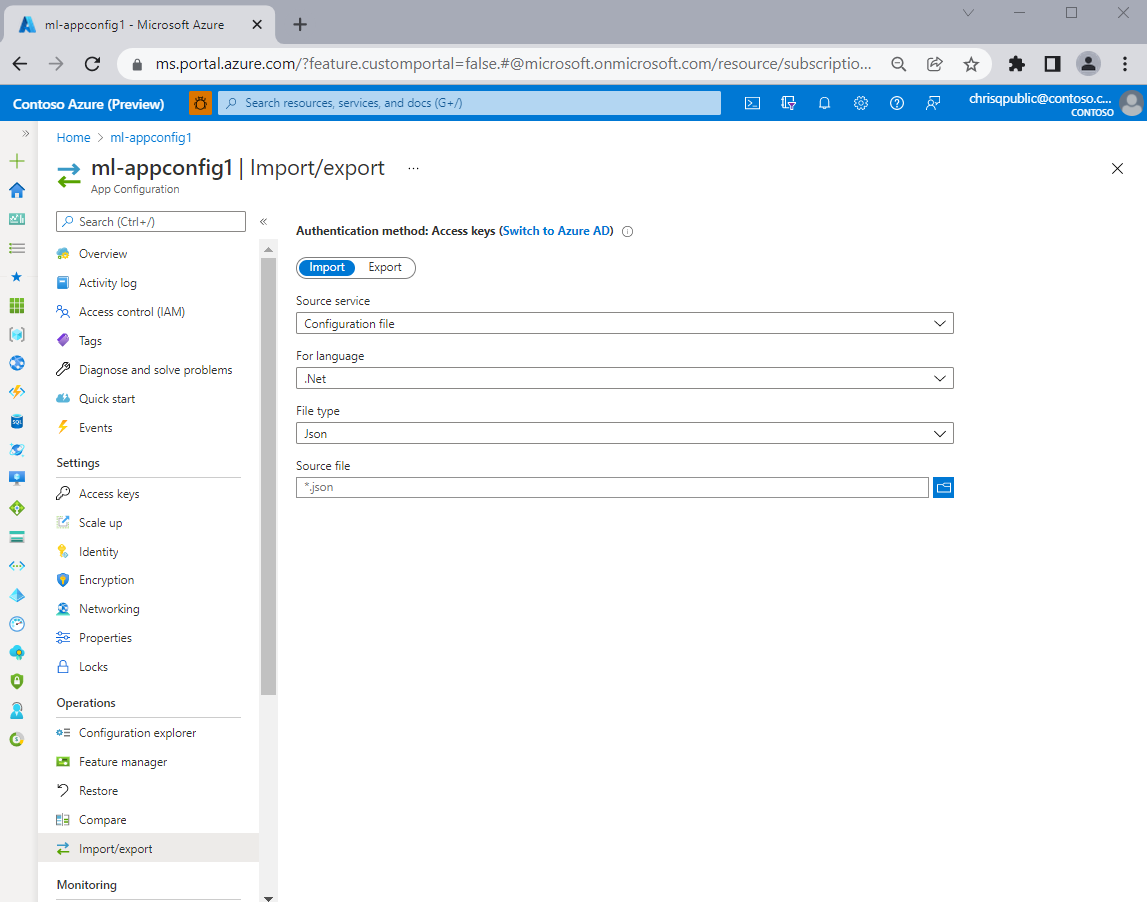 ml-appconfig1 - Microsoft Azure
ms.portal.azure.com/?feature.customportal=false.#@microsoft.onmicrosoft.com/resource/subscriptio...
Contoso Azure (Preview)
Search resources, services, and docs (G+/)
chrisqpublic@contoso.c...
CONTOSO
Home > ml-appconfig1
ml-appconfig1 | Import/export ...
App Configuration
Search (Ctrl+/)
Overview
Activity log
Access control (IAM)
Tags
Diagnose and solve problems
Quick start
Events
Settings
Access keys
Scale up
Identity
Encryption
Networking
Properties
Locks
Operations
Configuration explorer
Feature manager
Restore
Compare
Import/export
Monitoring
Authentication method: Access keys (Switch to Azure AD)
Import Export
Source service
Configuration file
For language
.Net
File type
Json
Source file
*.json